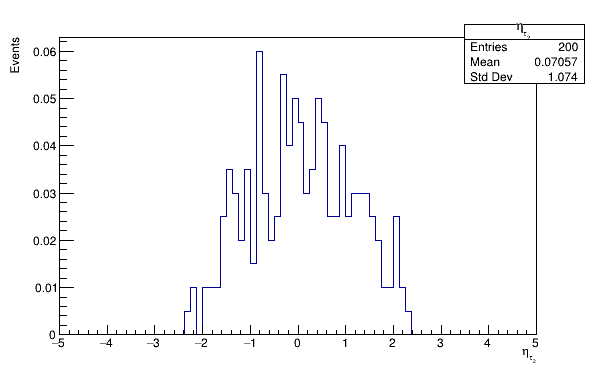 η_τ₂
Entries 200
Mean 0.07057
Std Dev 1.074
Events
0.06
0.05
0.04
0.03
0.02
0.01
0
−5 −4 −3 −2 −1 0 1 2 3 4 5
η_τ₂